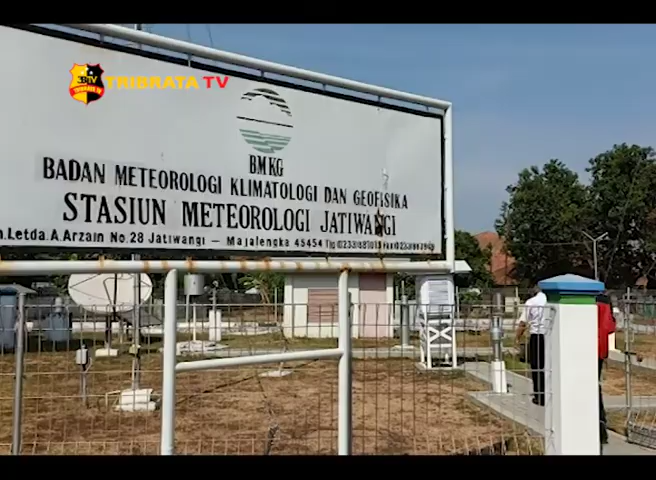 TRIBRATA TV
BMKG
BADAN METEOROLOGI KLIMATOLOGI DAN GEOFISIKA
STASIUN METEOROLOGI JATIWANGI
Letda.A.Arzain No.28 Jatiwangi - Majalengka 45454